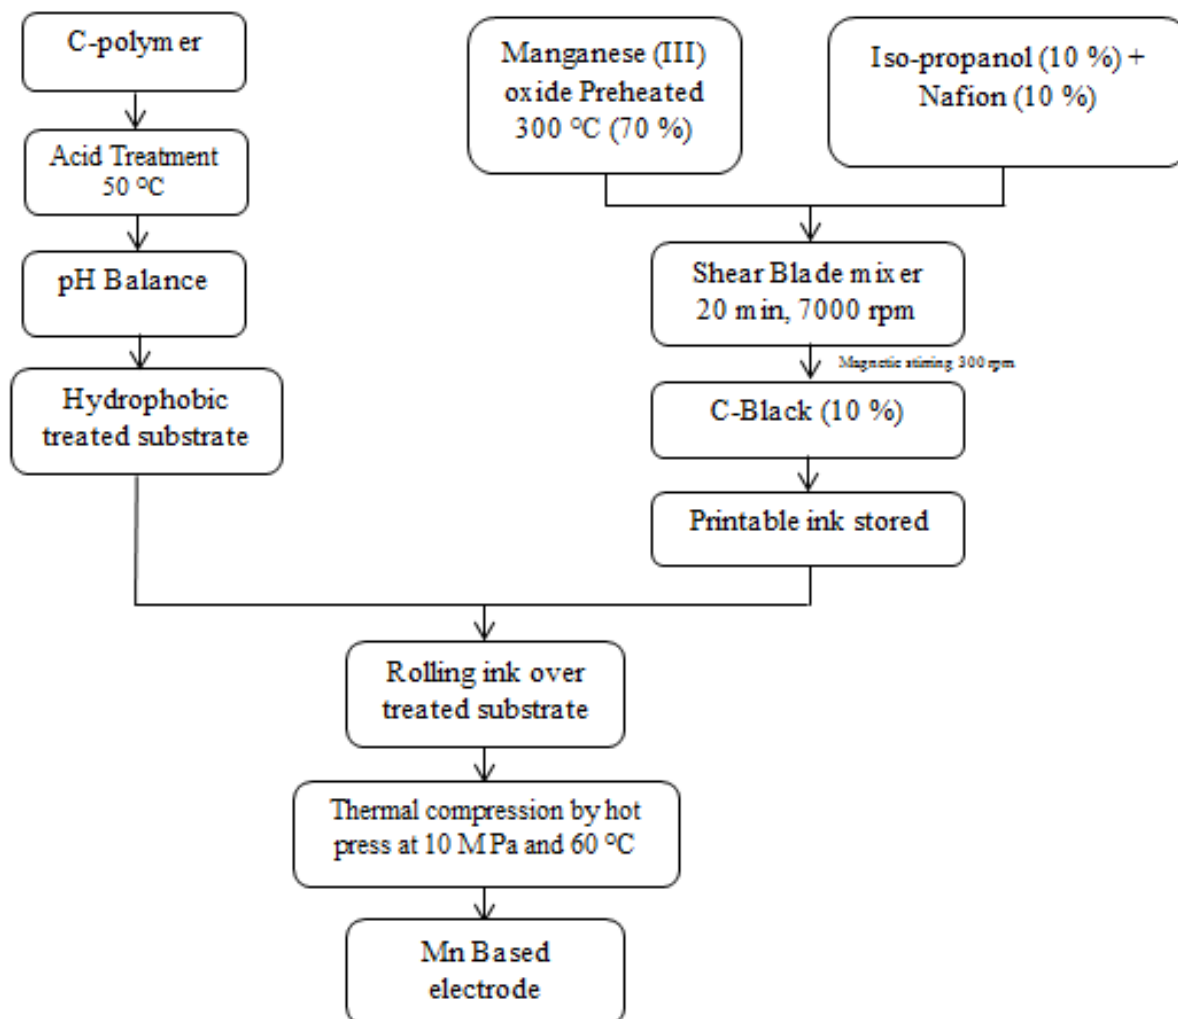 C-polymer
Acid Treatment
50 °C
pH Balance
Hydrophobic
treated substrate
Manganese (III)
oxide Preheated
300 °C (70 %)
Iso-propanol (10 %) +
Nafion (10 %)
Shear Blade mixer
20 min, 7000 rpm
Magnetic stirring 300 rpm
C-Black (10 %)
Printable ink stored
Rolling ink over
treated substrate
Thermal compression by hot
press at 10 MPa and 60 °C
Mn Based
electrode